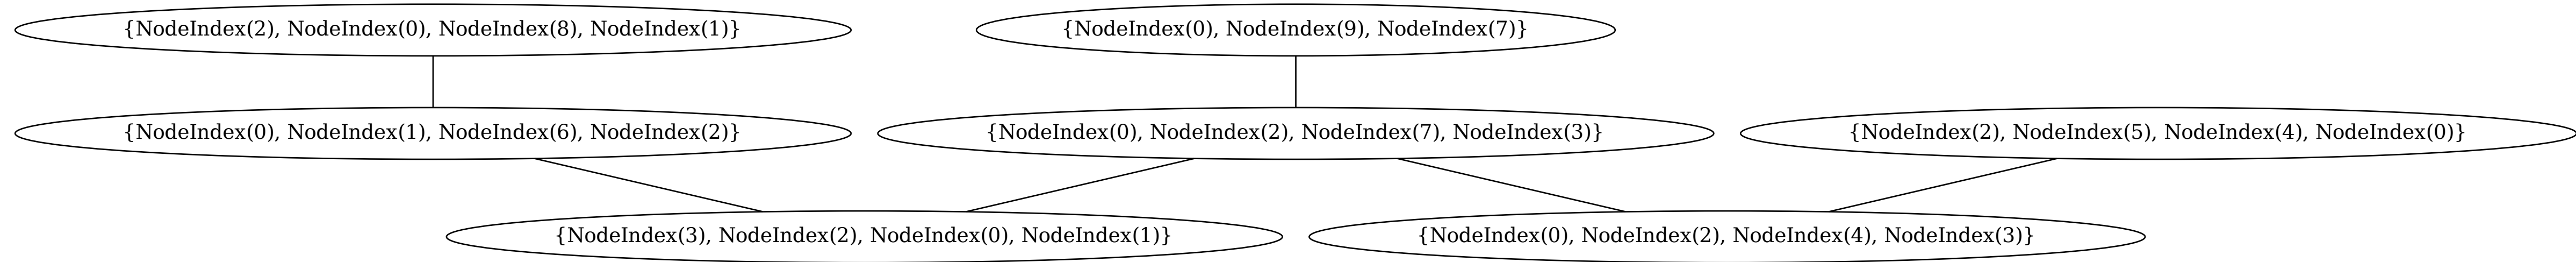 {NodeIndex(2), NodeIndex(0), NodeIndex(8), NodeIndex(1)}
{NodeIndex(0), NodeIndex(9), NodeIndex(7)}
{NodeIndex(0), NodeIndex(1), NodeIndex(6), NodeIndex(2)}
{NodeIndex(0), NodeIndex(2), NodeIndex(7), NodeIndex(3)}
{NodeIndex(2), NodeIndex(5), NodeIndex(4), NodeIndex(0)}
{NodeIndex(3), NodeIndex(2), NodeIndex(0), NodeIndex(1)}
{NodeIndex(0), NodeIndex(2), NodeIndex(4), NodeIndex(3)}